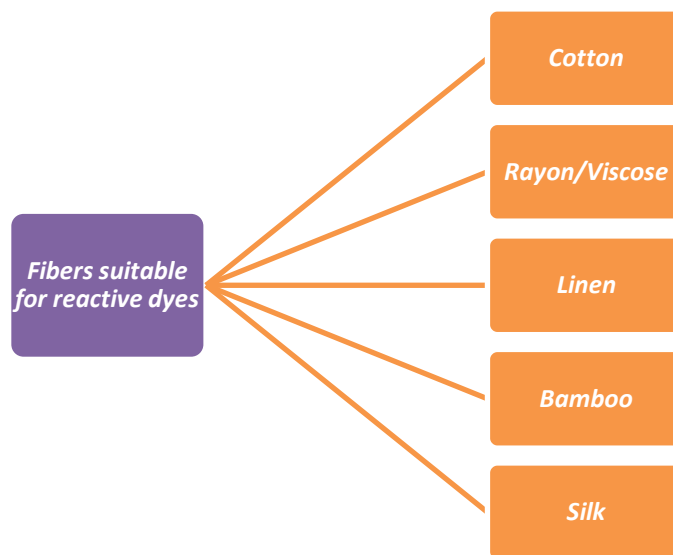 Fibers suitable
for reactive dyes
Cotton
Rayon/Viscose
Linen
Bamboo
Silk